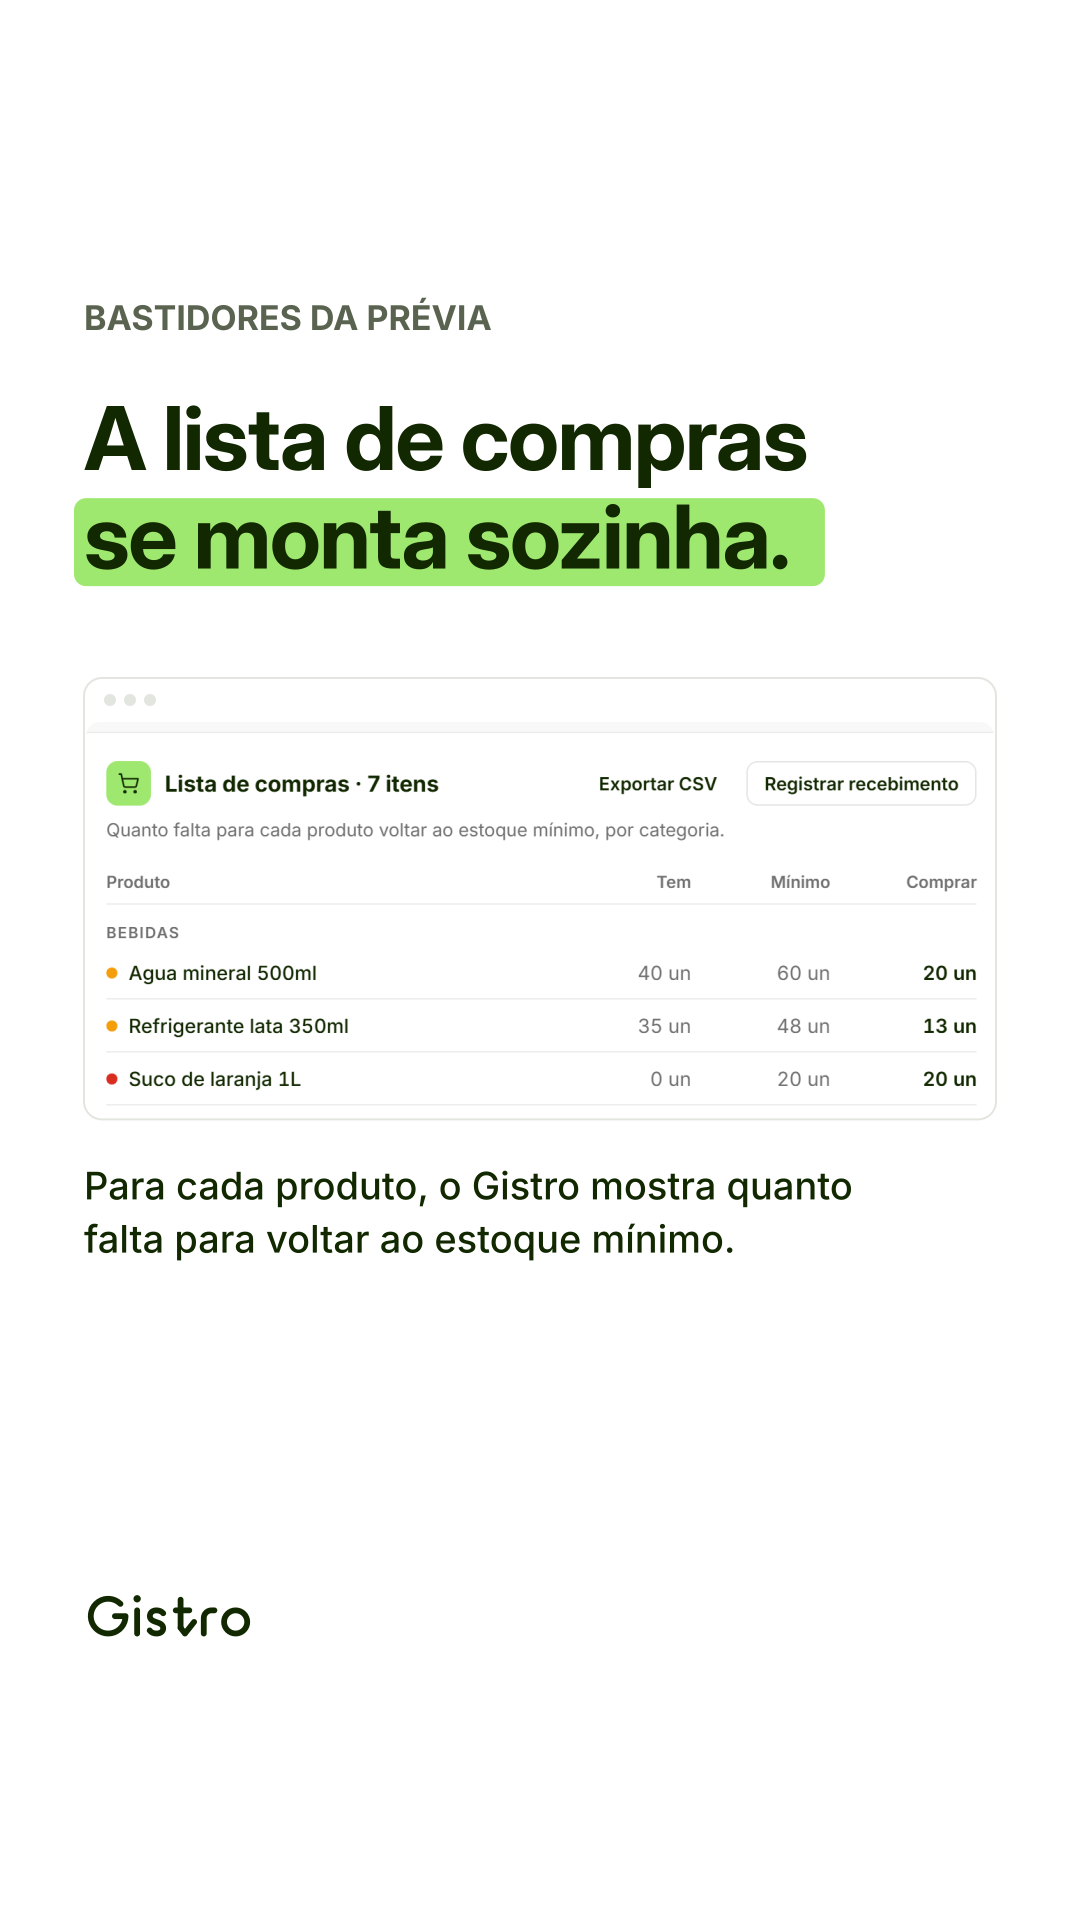 BASTIDORES DA PRÉVIA
A lista de compras
se monta sozinha.
Lista de compras · 7 itens
Exportar CSV
Registrar recebimento
Quanto falta para cada produto voltar ao estoque mínimo, por categoria.
Produto Tem Mínimo Comprar
BEBIDAS
Agua mineral 500ml 40 un 60 un 20 un
Refrigerante lata 350ml 35 un 48 un 13 un
Suco de laranja 1L 0 un 20 un 20 un
Para cada produto, o Gistro mostra quanto
falta para voltar ao estoque mínimo.
Gistro